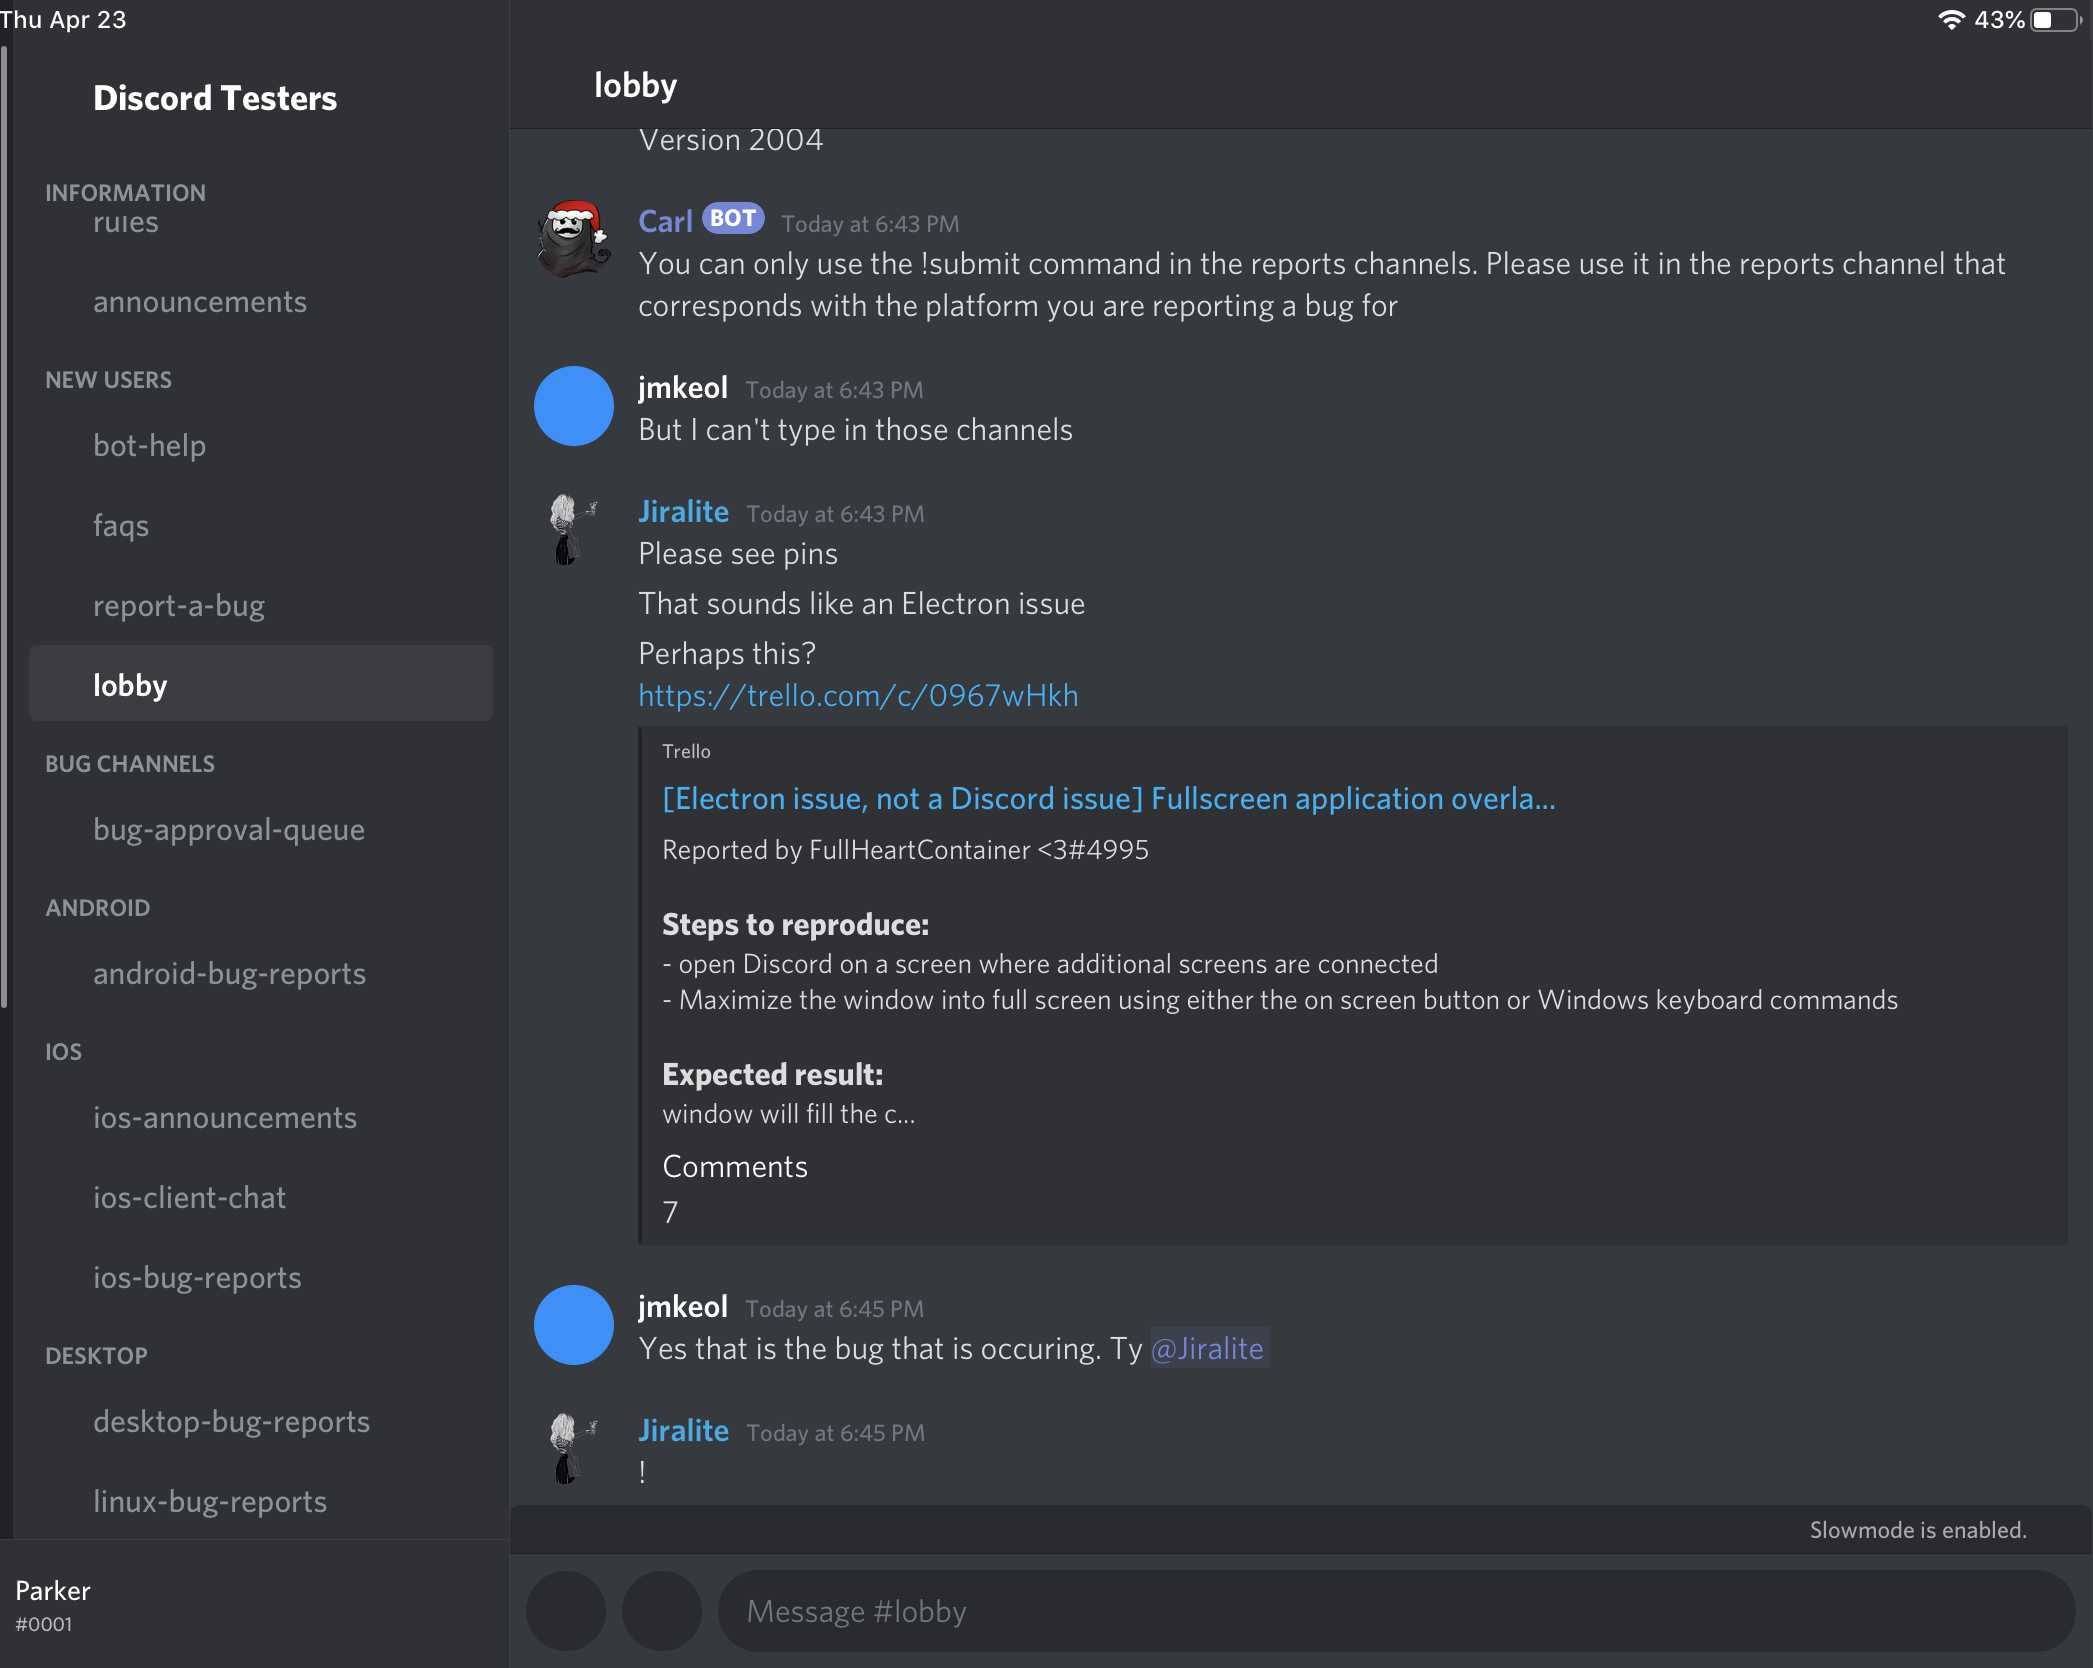 Thu Apr 23
43%
Discord Testers
INFORMATION
rules
announcements
NEW USERS
bot-help
faqs
report-a-bug
lobby
BUG CHANNELS
bug-approval-queue
ANDROID
android-bug-reports
IOS
ios-announcements
ios-client-chat
ios-bug-reports
DESKTOP
desktop-bug-reports
linux-bug-reports
Parker
#0001
lobby
Version 2004
Carl BOT Today at 6:43 PM
You can only use the !submit command in the reports channels. Please use it in the reports channel that
corresponds with the platform you are reporting a bug for
jmkeol Today at 6:43 PM
But I can't type in those channels
Jiralite Today at 6:43 PM
Please see pins
That sounds like an Electron issue
Perhaps this?
https://trello.com/c/0967wHkh
Trello
[Electron issue, not a Discord issue] Fullscreen application overla...
Reported by FullHeartContainer <3#4995
Steps to reproduce:
- open Discord on a screen where additional screens are connected
- Maximize the window into full screen using either the on screen button or Windows keyboard commands
Expected result:
window will fill the c...
Comments
7
jmkeol Today at 6:45 PM
Yes that is the bug that is occuring. Ty @Jiralite
Jiralite Today at 6:45 PM
!
Slowmode is enabled.
Message #lobby